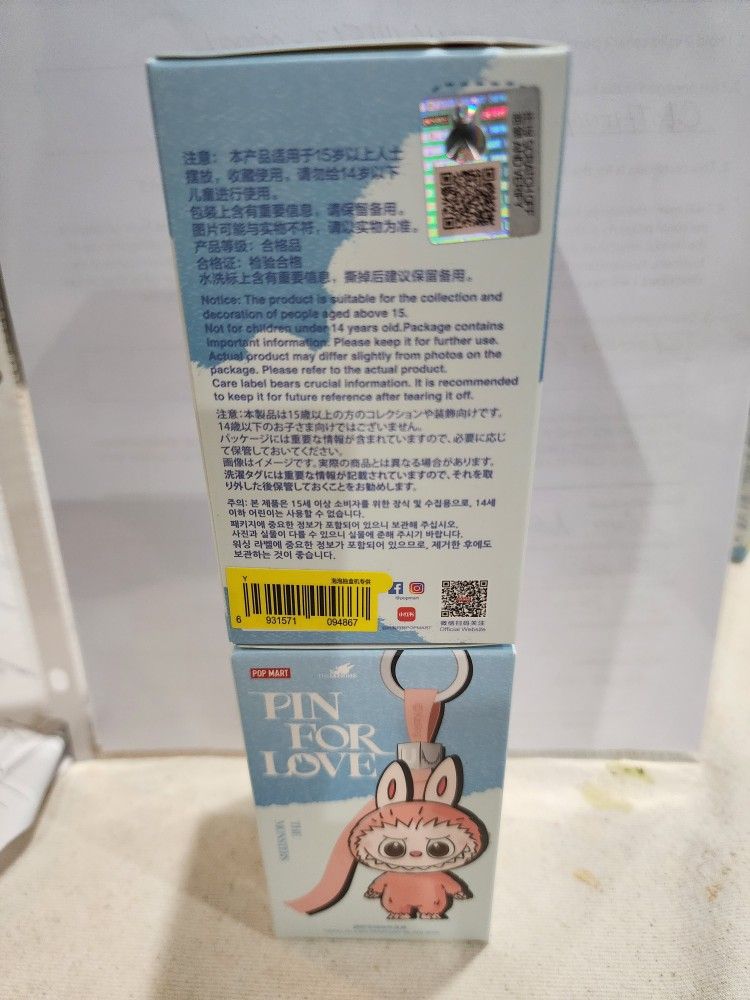 注意： 本产品适用于15岁以上人士
摆放，收藏使用，请勿给14岁以下
儿童进行使用。
包装上含有重要信息，请保留备用。
图片可能与实物不符，请以实物为准。
产品等级：合格品
合格证：检验合格
水洗标上含有重要信息，撕掉后建议保留备用。
Notice: The product is suitable for the collection and
decoration of people aged above 15.
Not for children under 14 years old.Package contains
Important information. Please keep it for further use.
Actual product may differ slightly from photos on the
package. Please refer to the actual product.
Care label bears crucial information. It is recommended
to keep it for future reference after tearing it off.
注意:本製品は15歳以上の方のコレクションや装飾向けです。
14歳以下のお子さま向けではございません。
パッケージには重要な情報が含まれていますので、必要に応じ
て保管しておいてください。
画像はイメージです。実際の商品とは異なる場合があります。
洗濯タグには重要な情報が記載されていますので、それを取
り外した後保管しておくことをお勧めします。
주의: 본 제품은 15세 이상 소비자를 위한 장식 및 수집용으로, 14세
이하 어린이는 사용할 수 없습니다.
패키지에 중요한 정보가 포함되어 있으니 보관해 주십시오.
사진과 실물이 다를 수 있으니 실물에 준해 주시기 바랍니다.
워싱 라벨에 중요한 정보가 포함되어 있으므로, 제거한 후에도
보관하는 것이 좋습니다.
Y
泡泡抽盒机专供
6 931571 094867
小红书
Official Website
POP MART
PIN
FOR
LOVE
THE
MONSTERS